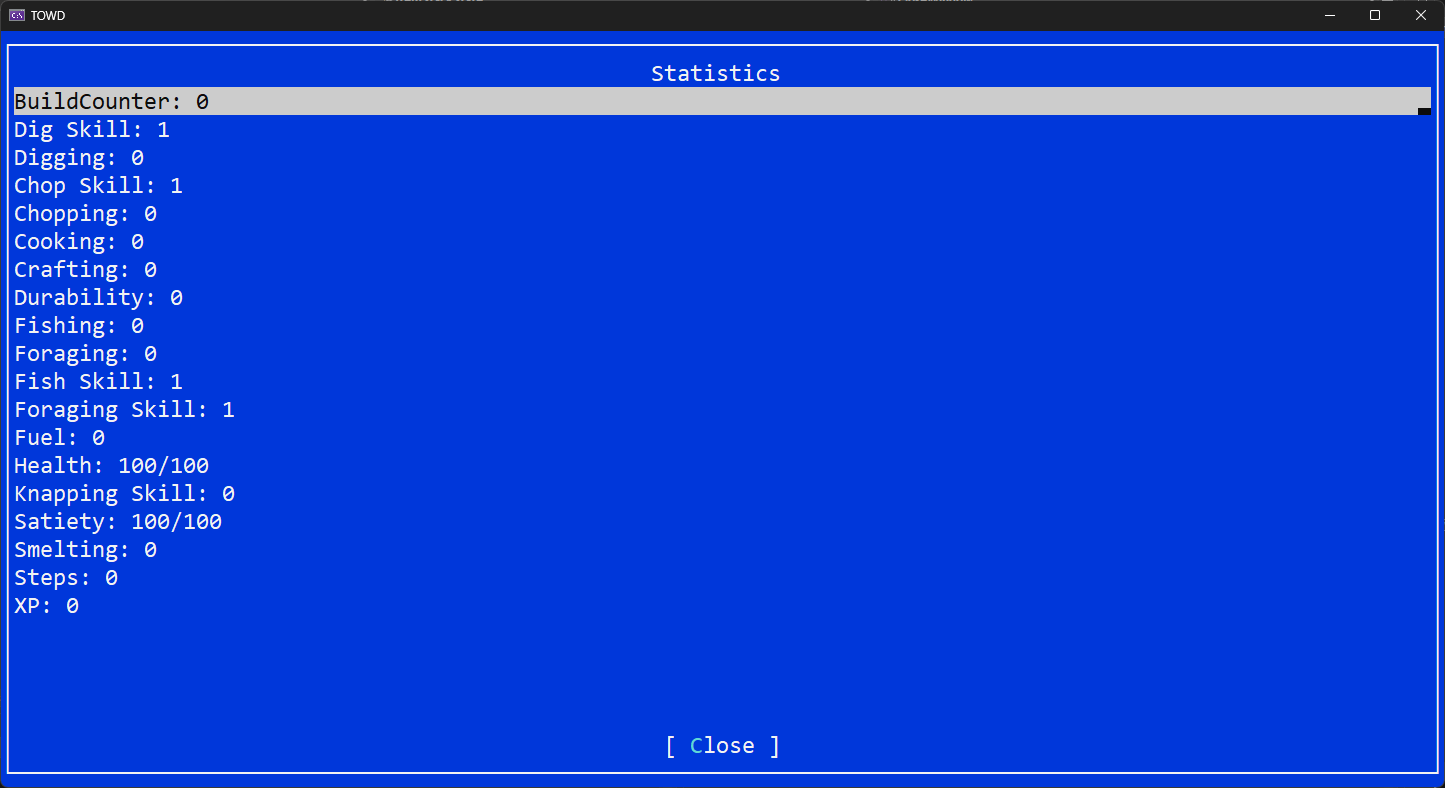 TOWD
Statistics
BuildCounter: 0
Dig Skill: 1
Digging: 0
Chop Skill: 1
Chopping: 0
Cooking: 0
Crafting: 0
Durability: 0
Fishing: 0
Foraging: 0
Fish Skill: 1
Foraging Skill: 1
Fuel: 0
Health: 100/100
Knapping Skill: 0
Satiety: 100/100
Smelting: 0
Steps: 0
XP: 0
[ Close ]